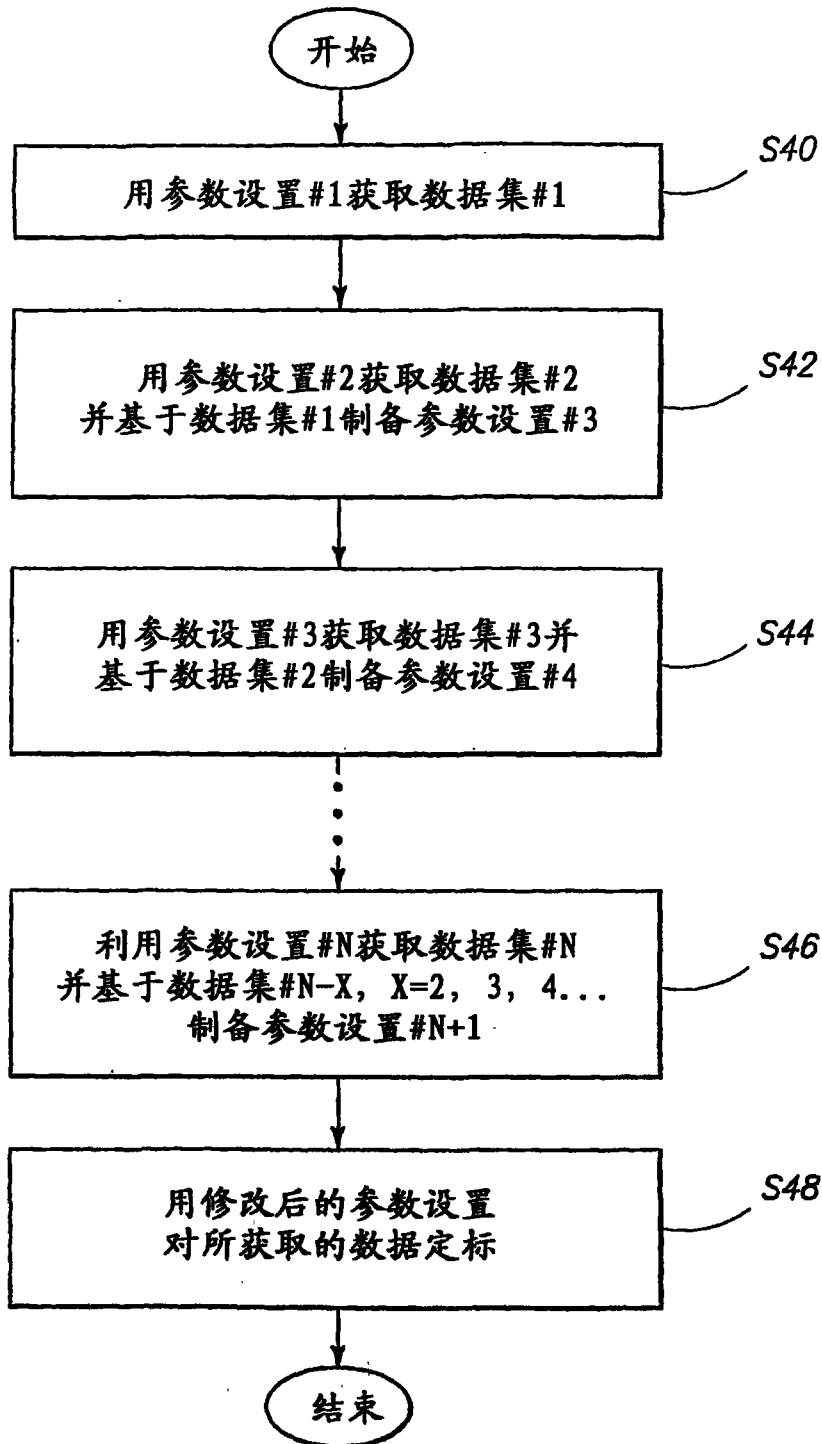 开始
S40
用参数设置#1获取数据集#1
S42
用参数设置#2获取数据集#2
并基于数据集#1制备参数设置#3
S44
用参数设置#3获取数据集#3并
基于数据集#2制备参数设置#4
S46
利用参数设置#N获取数据集#N
并基于数据集#N-X, X=2, 3, 4...
制备参数设置#N+1
S48
用修改后的参数设置
对所获取的数据定标
结束